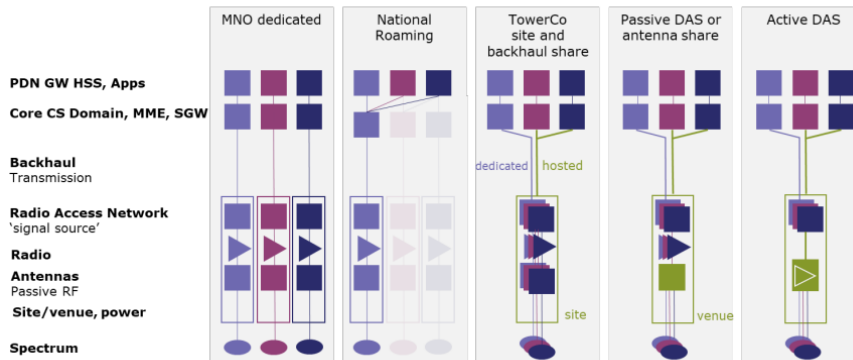 MNO dedicated
National
Roaming
TowerCo
site and
backhaul share
Passive DAS or
antenna share
Active DAS
PDN GW HSS, Apps
Core CS Domain, MME, SGW
Backhaul
Transmission
dedicated
hosted
Radio Access Network
‘signal source’
Radio
Antennas
Passive RF
Site/venue, power
site
venue
Spectrum